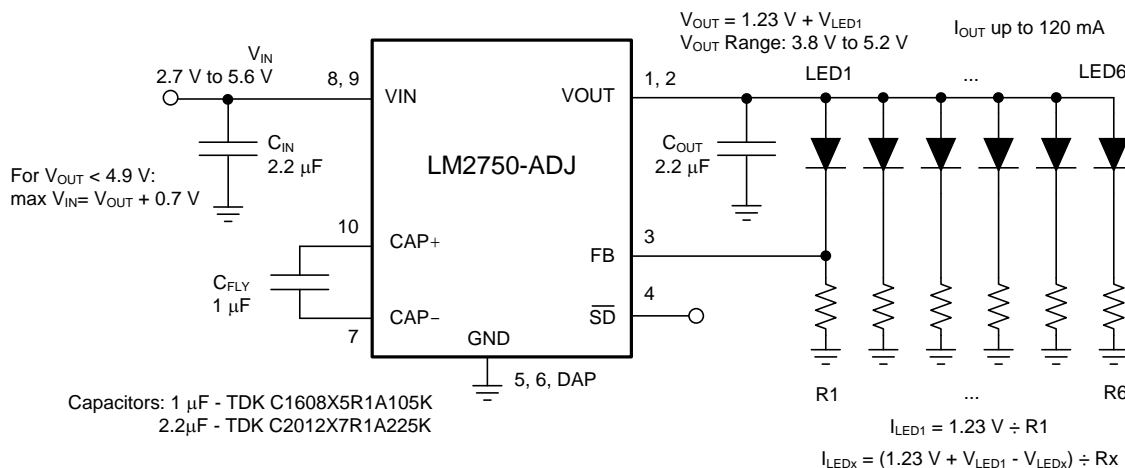 V_IN
2.7 V to 5.6 V
8, 9
VIN
VOUT
1, 2
V_OUT = 1.23 V + V_LED1
V_OUT Range: 3.8 V to 5.2 V
I_OUT up to 120 mA
LED1
...
LED6
C_IN
2.2 μF
LM2750-ADJ
C_OUT
2.2 μF
For V_OUT < 4.9 V:
max V_IN= V_OUT + 0.7 V
10
CAP+
FB
3
C_FLY
1 μF
CAP−
7
SD
4
GND
5, 6, DAP
R1
...
R6
Capacitors: 1 μF - TDK C1608X5R1A105K
2.2μF - TDK C2012X7R1A225K
I_LED1 = 1.23 V ÷ R1
I_LEDx = (1.23 V + V_LED1 - V_LEDx) ÷ Rx